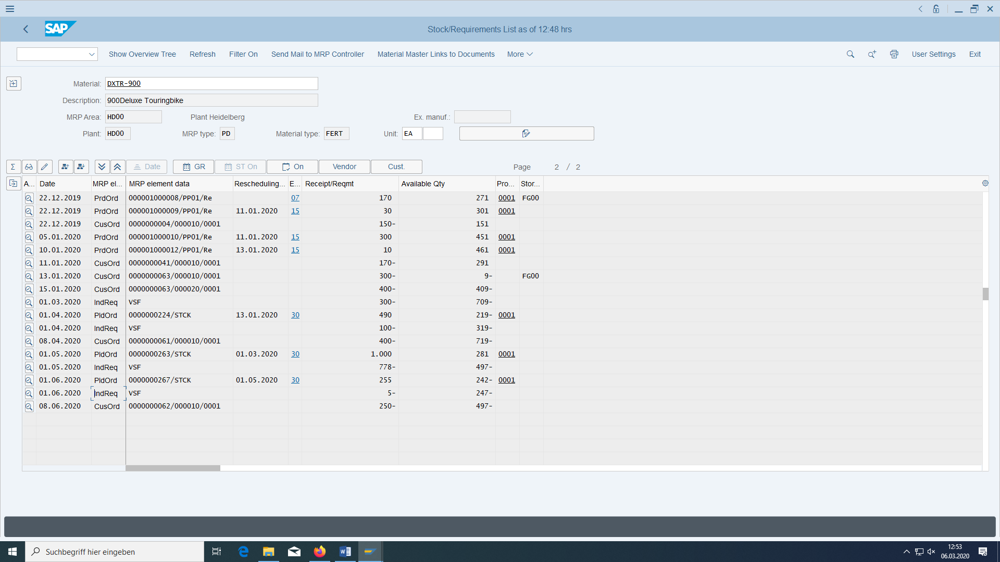 SAP
Stock/Requirements List as of 12:48 hrs
Show Overview Tree Refresh Filter On Send Mail to MRP Controller Material Master Links to Documents More User Settings Exit
Material: DXTR-900
Description: 900Deluxe Touringbike
MRP Area: HD00 Plant Heidelberg Ex. manuf.:
Plant: HD00 MRP type: PD Material type: FERT Unit: EA
Σ Date GR ST On On Vendor Cust. Page 2 / 2
A... Date MRP el... MRP element data Rescheduling... E... Receipt/Reqmt Available Qty Pro... Stor...
22.12.2019 PrdOrd 000001000008/PP01/Re 07 170 271 0001 FG00
22.12.2019 PrdOrd 000001000009/PP01/Re 11.01.2020 15 30 301 0001
22.12.2019 CusOrd 0000000004/000010/0001 150- 151
05.01.2020 PrdOrd 000001000010/PP01/Re 11.01.2020 15 300 451 0001
10.01.2020 PrdOrd 000001000012/PP01/Re 13.01.2020 15 10 461 0001
11.01.2020 CusOrd 0000000041/000010/0001 170- 291
13.01.2020 CusOrd 0000000063/000010/0001 300- 9- FG00
15.01.2020 CusOrd 0000000063/000020/0001 400- 409-
01.03.2020 IndReq VSF 300- 709-
01.04.2020 PldOrd 0000000224/STCK 13.01.2020 30 490 219- 0001
01.04.2020 IndReq VSF 100- 319-
08.04.2020 CusOrd 0000000061/000010/0001 400- 719-
01.05.2020 PldOrd 0000000263/STCK 01.03.2020 30 1.000 281 0001
01.05.2020 IndReq VSF 778- 497-
01.06.2020 PldOrd 0000000267/STCK 01.05.2020 30 255 242- 0001
01.06.2020 IndReq VSF 5- 247-
08.06.2020 CusOrd 0000000062/000010/0001 250- 497-
Suchbegriff hier eingeben
12:53
06.03.2020